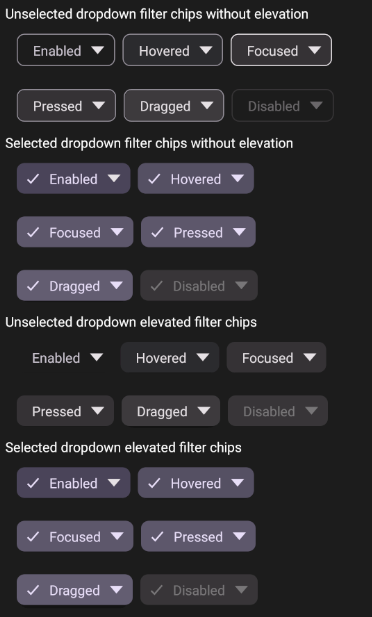 Unselected dropdown filter chips without elevation
Enabled Hovered Focused
Pressed Dragged Disabled
Selected dropdown filter chips without elevation
Enabled Hovered
Focused Pressed
Dragged Disabled
Unselected dropdown elevated filter chips
Enabled Hovered Focused
Pressed Dragged Disabled
Selected dropdown elevated filter chips
Enabled Hovered
Focused Pressed
Dragged Disabled